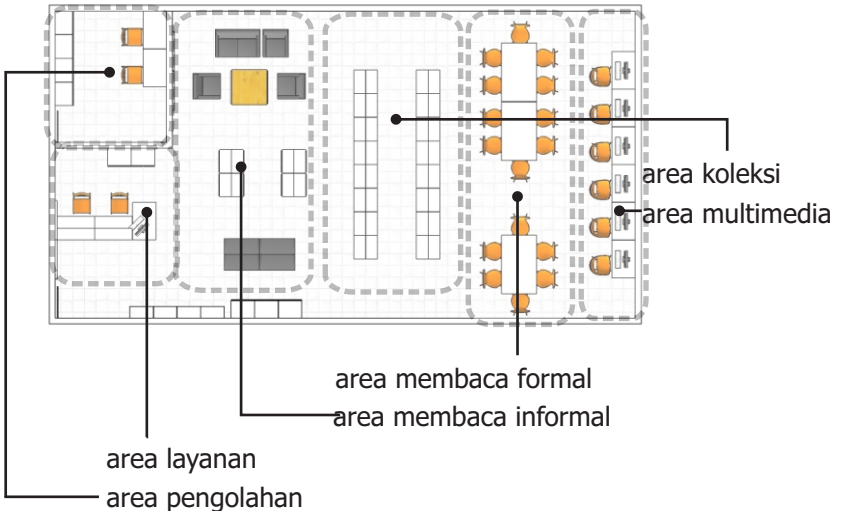 area koleksi
area multimedia
area membaca formal
area membaca informal
area layanan
area pengolahan